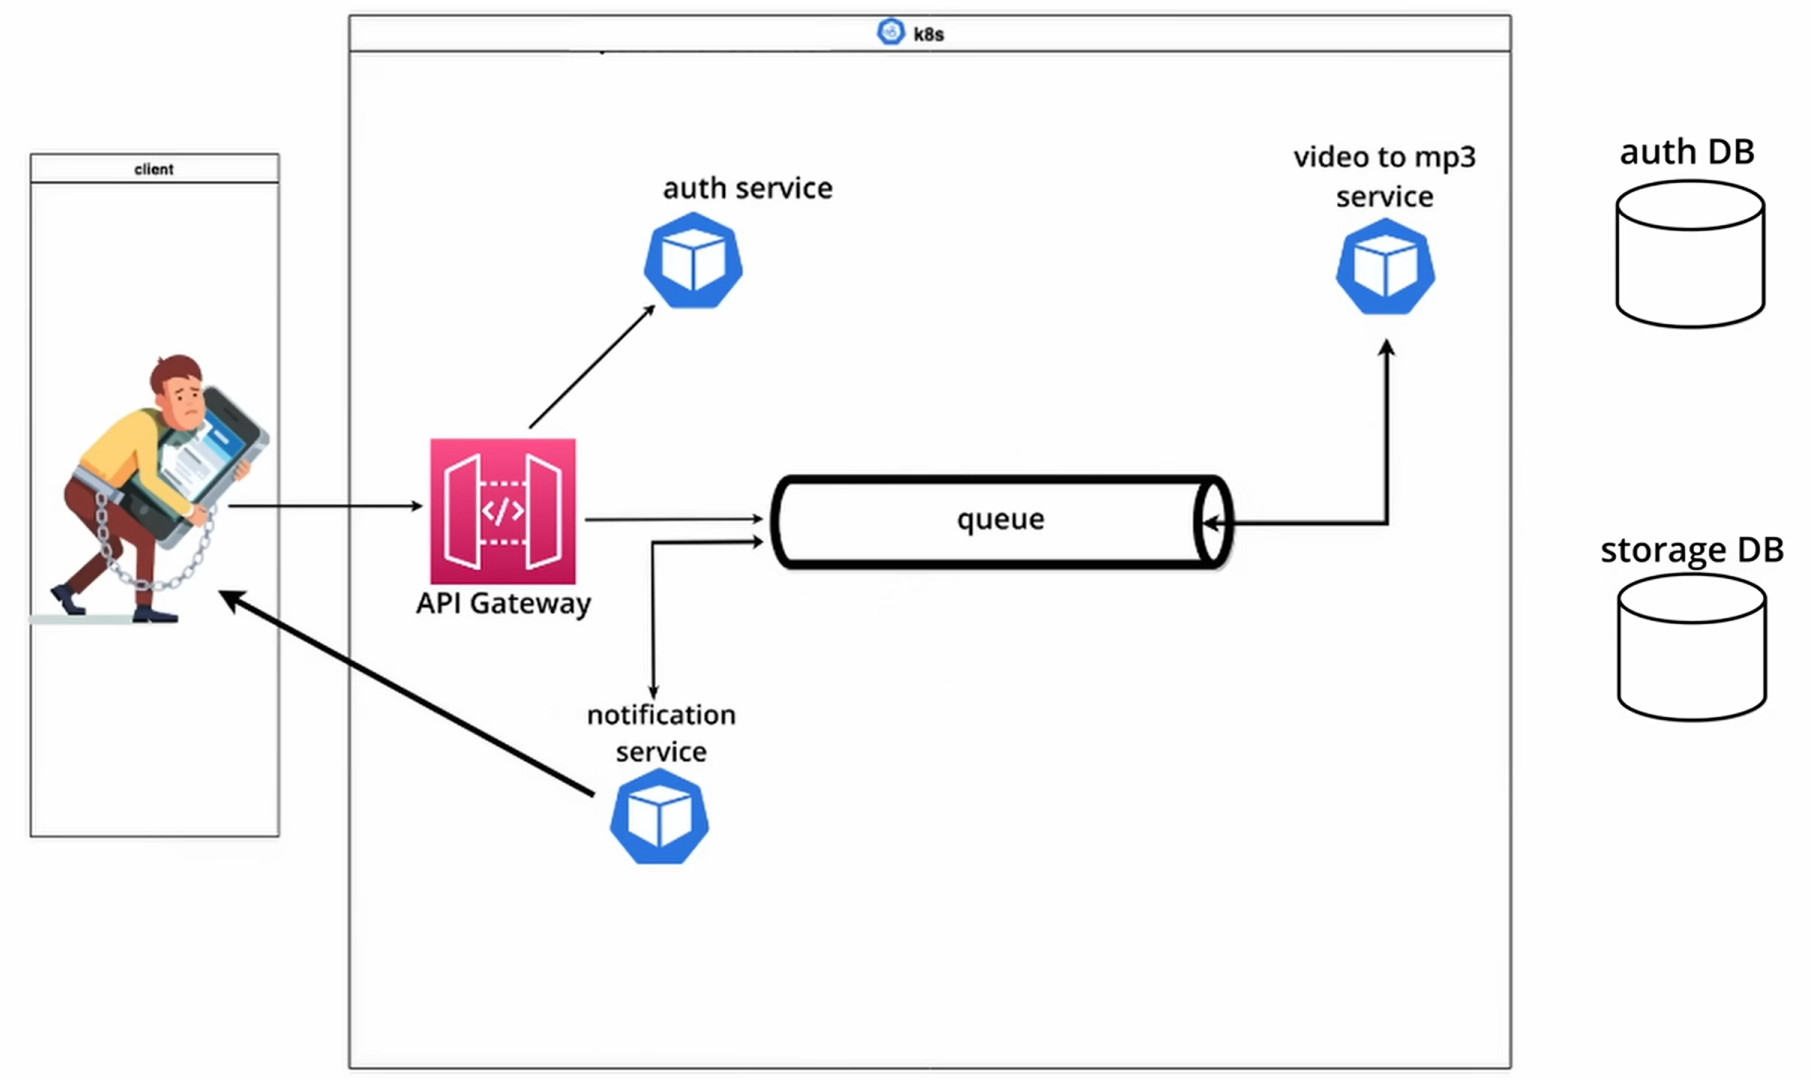 k8s
client
auth service
video to mp3
service
auth DB
</>
API Gateway
queue
storage DB
notification
service